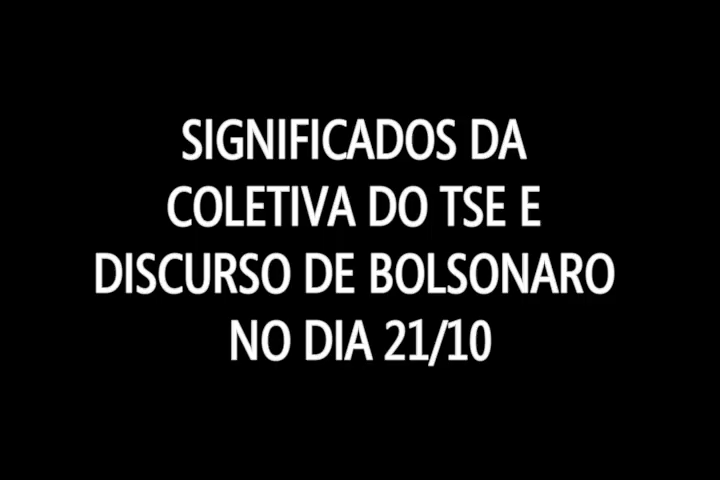 SIGNIFICADOS DA
COLETIVA DO TSE E
DISCURSO DE BOLSONARO
NO DIA 21/10